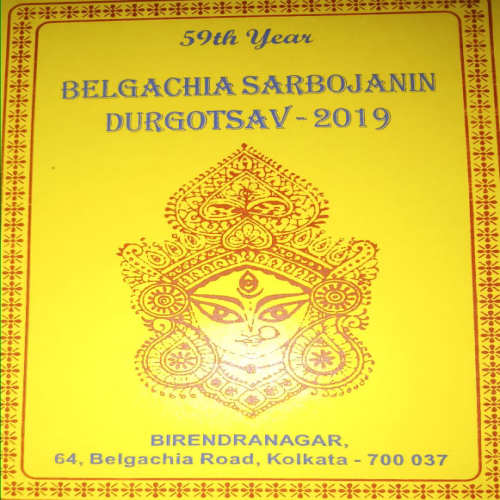 59th Year
BELGACHIA SARBOJANIN
DURGOTSAV - 2019
BIRENDRANAGAR,
64, Belgachia Road, Kolkata - 700 037